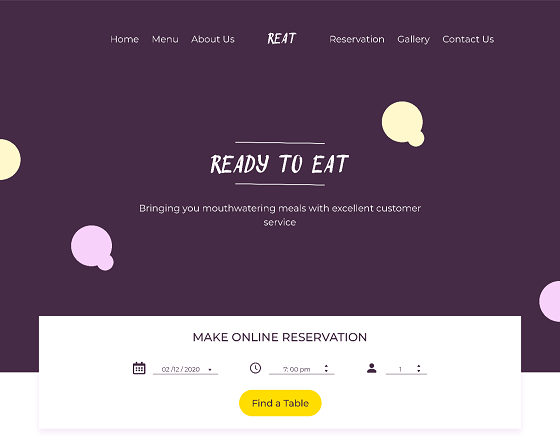 Home Menu About Us REAT Reservation Gallery Contact Us
READY TO EAT
Bringing you mouthwatering meals with excellent customer
service
MAKE ONLINE RESERVATION
02 /12 / 2020 7: 00 pm 1
Find a Table